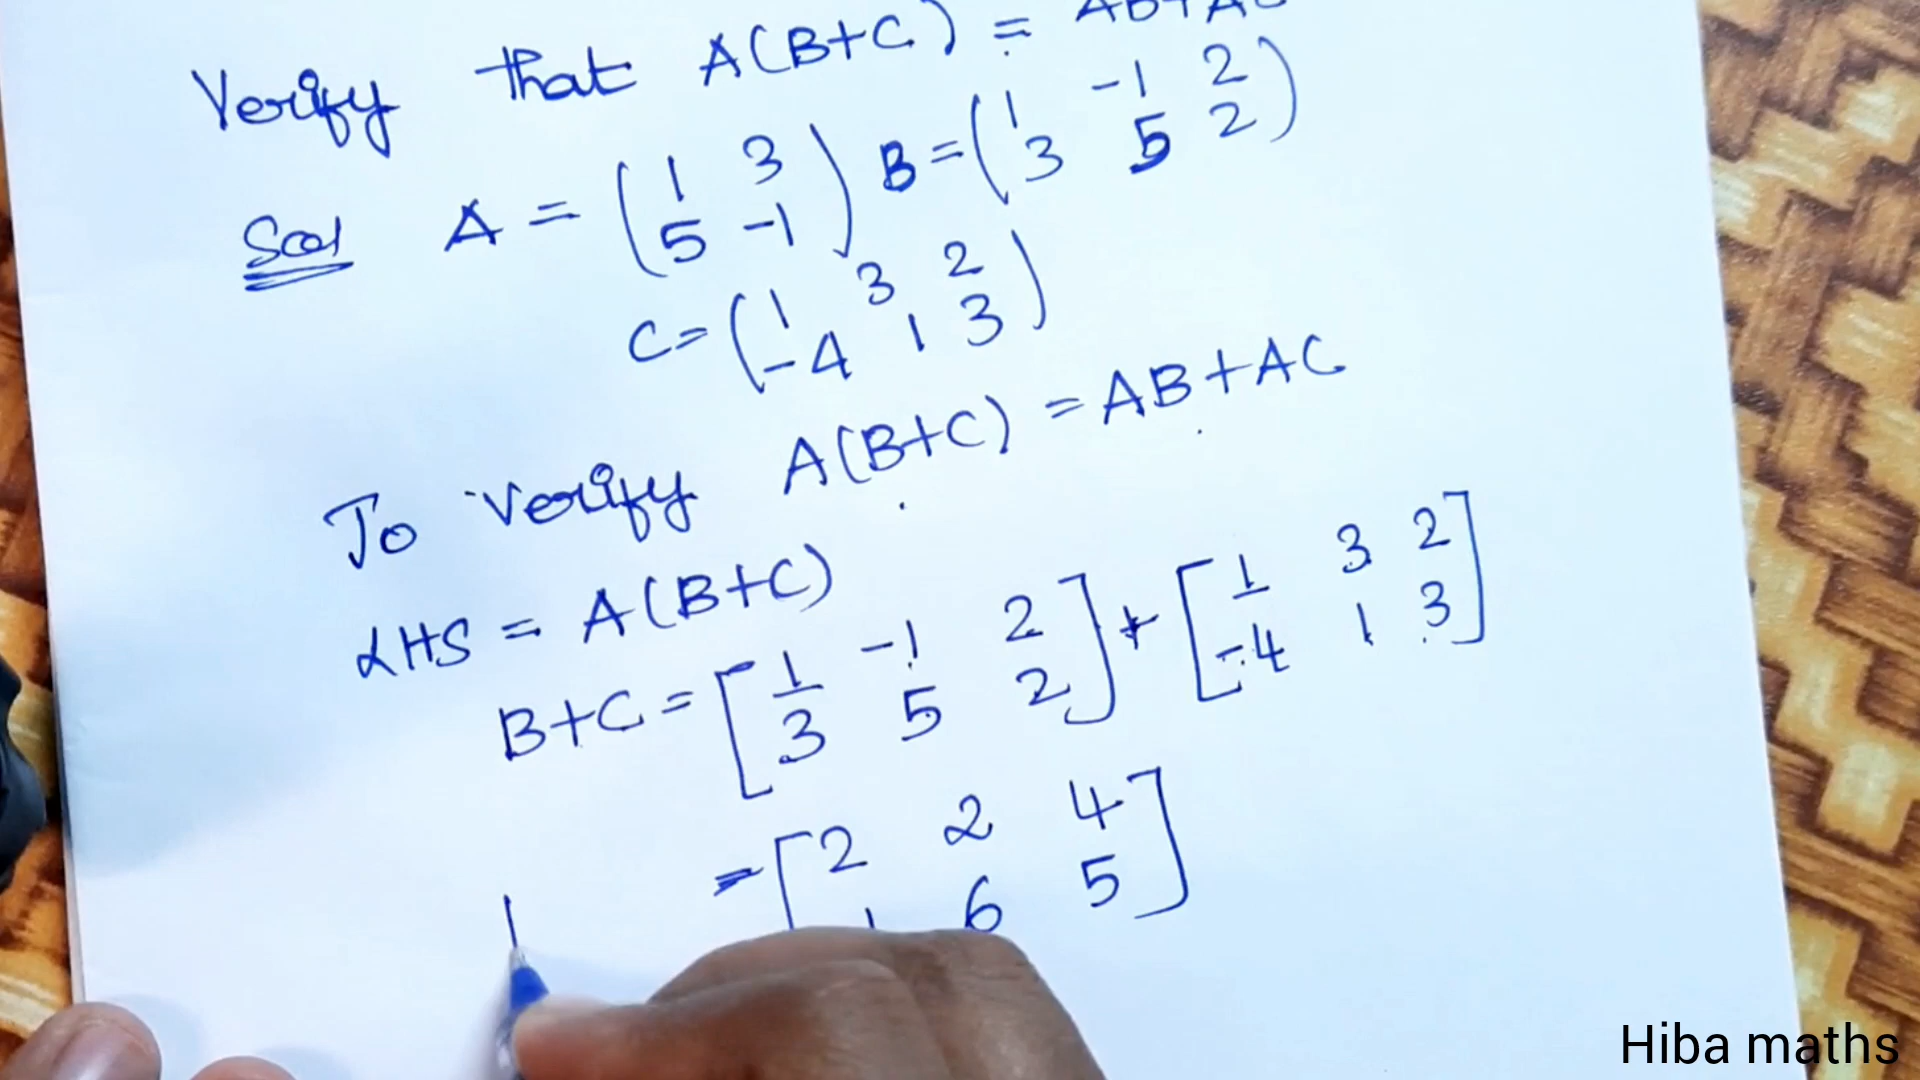 Verify that A(B+C) = AB+AC
Sol A = (1 3 B = (1 -1 2
5 -1) 3 5 2)
C = (1 3 2
-4 1 3)
To verify A(B+C) = AB+AC
LHS = A(B+C)
B+C = [1 -1 2 + [1 3 2
3 5 2] -4 1 3]
= [2 2 4
6 5]
Hiba maths